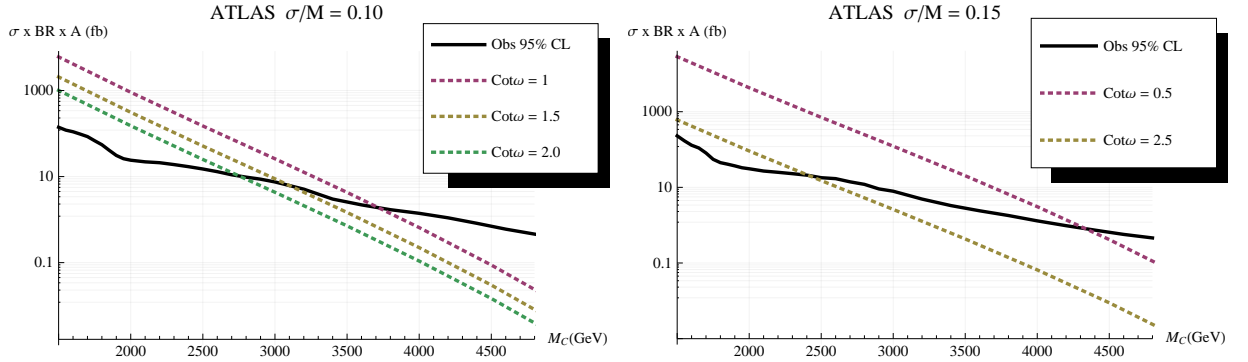 ATLAS σ/M = 0.10
σ x BR x A (fb)
Obs 95% CL
Cotω = 1
Cotω = 1.5
Cotω = 2.0
1000
10
0.1
2000 2500 3000 3500 4000 4500
M_C(GeV)
ATLAS σ/M = 0.15
σ x BR x A (fb)
Obs 95% CL
Cotω = 0.5
Cotω = 2.5
1000
10
0.1
2000 2500 3000 3500 4000 4500
M_C(GeV)